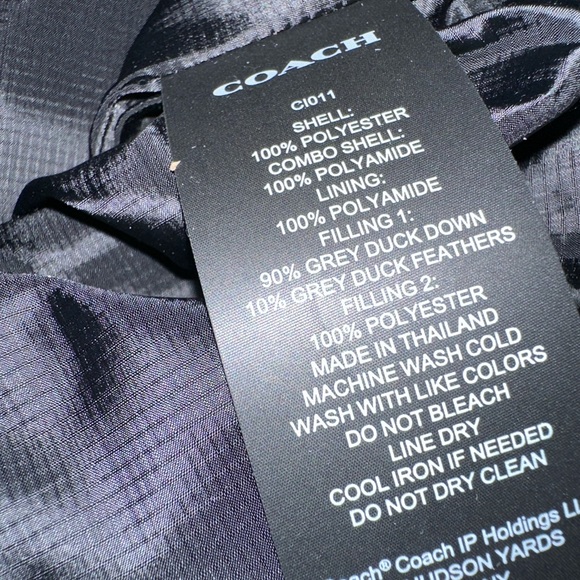 COACH
CI011
SHELL:
100% POLYESTER
COMBO SHELL:
100% POLYAMIDE
LINING:
100% POLYAMIDE
FILLING 1:
90% GREY DUCK DOWN
10% GREY DUCK FEATHERS
FILLING 2:
100% POLYESTER
MADE IN THAILAND
MACHINE WASH COLD
WASH WITH LIKE COLORS
DO NOT BLEACH
LINE DRY
COOL IRON IF NEEDED
DO NOT DRY CLEAN
Coach® Coach IP Holdings LL
HUDSON YARDS